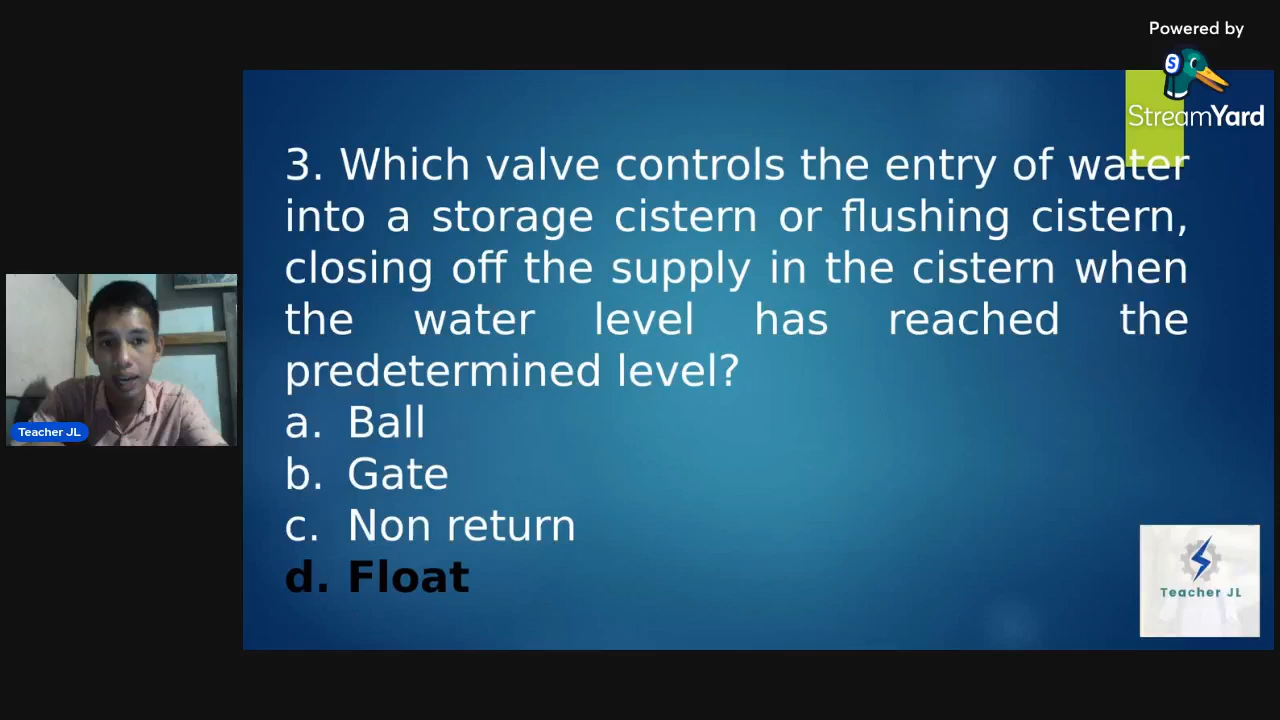 Powered by
StreamYard
3. Which valve controls the entry of water
into a storage cistern or flushing cistern,
closing off the supply in the cistern when
the water level has reached the
predetermined level?
a. Ball
b. Gate
c. Non return
d. Float
Teacher JL
Teacher JL